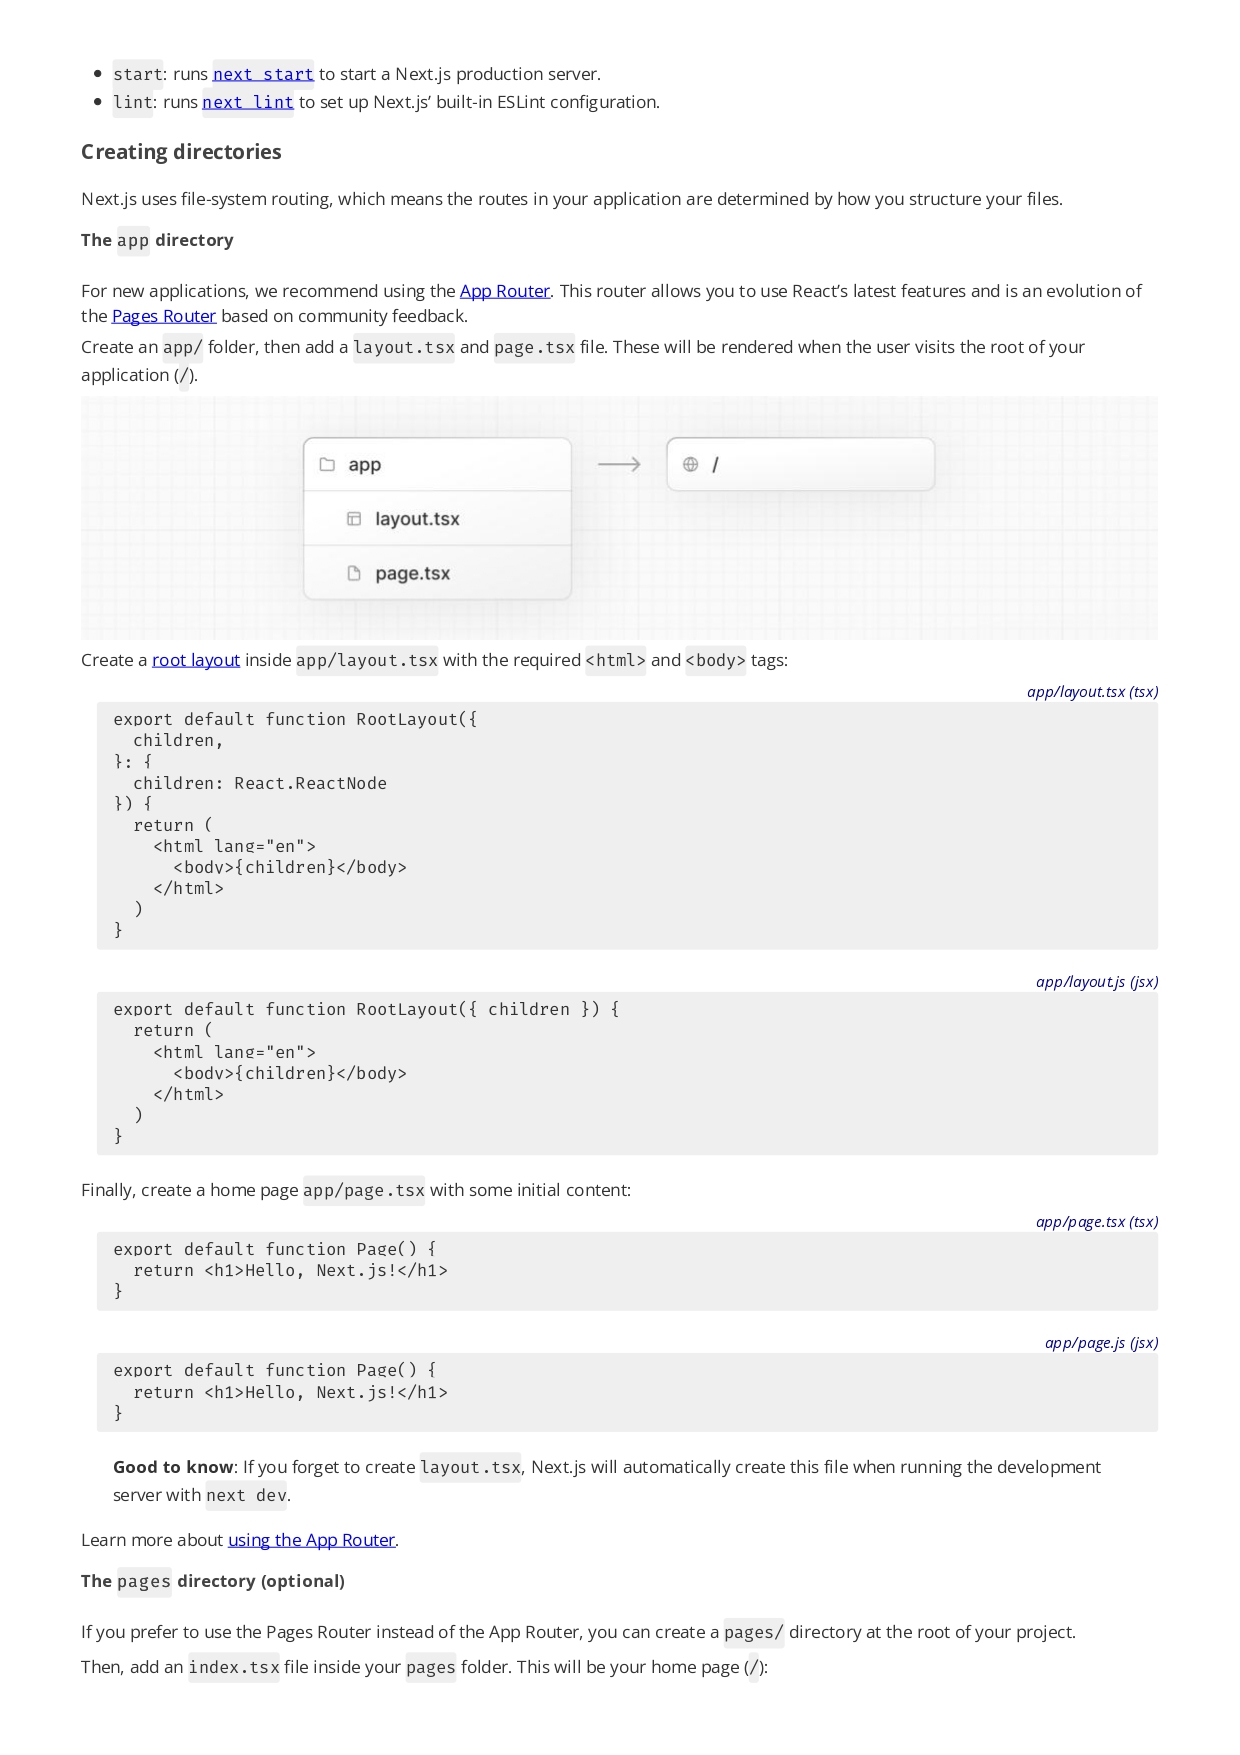 • start: runs next start to start a Next.js production server.
• lint: runs next lint to set up Next.js’ built-in ESLint configuration.
Creating directories
Next.js uses file-system routing, which means the routes in your application are determined by how you structure your files.
The app directory
For new applications, we recommend using the App Router. This router allows you to use React’s latest features and is an evolution of
the Pages Router based on community feedback.
Create an app/ folder, then add a layout.tsx and page.tsx file. These will be rendered when the user visits the root of your
application (/).
app → /
layout.tsx
page.tsx
Create a root layout inside app/layout.tsx with the required <html> and <body> tags:
app/layout.tsx (tsx)
export default function RootLayout({
  children,
}: {
  children: React.ReactNode
}) {
  return (
    <html lang="en">
      <body>{children}</body>
    </html>
  )
}
app/layout.js (jsx)
export default function RootLayout({ children }) {
  return (
    <html lang="en">
      <body>{children}</body>
    </html>
  )
}
Finally, create a home page app/page.tsx with some initial content:
app/page.tsx (tsx)
export default function Page() {
  return <h1>Hello, Next.js!</h1>
}
app/page.js (jsx)
export default function Page() {
  return <h1>Hello, Next.js!</h1>
}
Good to know: If you forget to create layout.tsx, Next.js will automatically create this file when running the development
server with next dev.
Learn more about using the App Router.
The pages directory (optional)
If you prefer to use the Pages Router instead of the App Router, you can create a pages/ directory at the root of your project.
Then, add an index.tsx file inside your pages folder. This will be your home page (/):